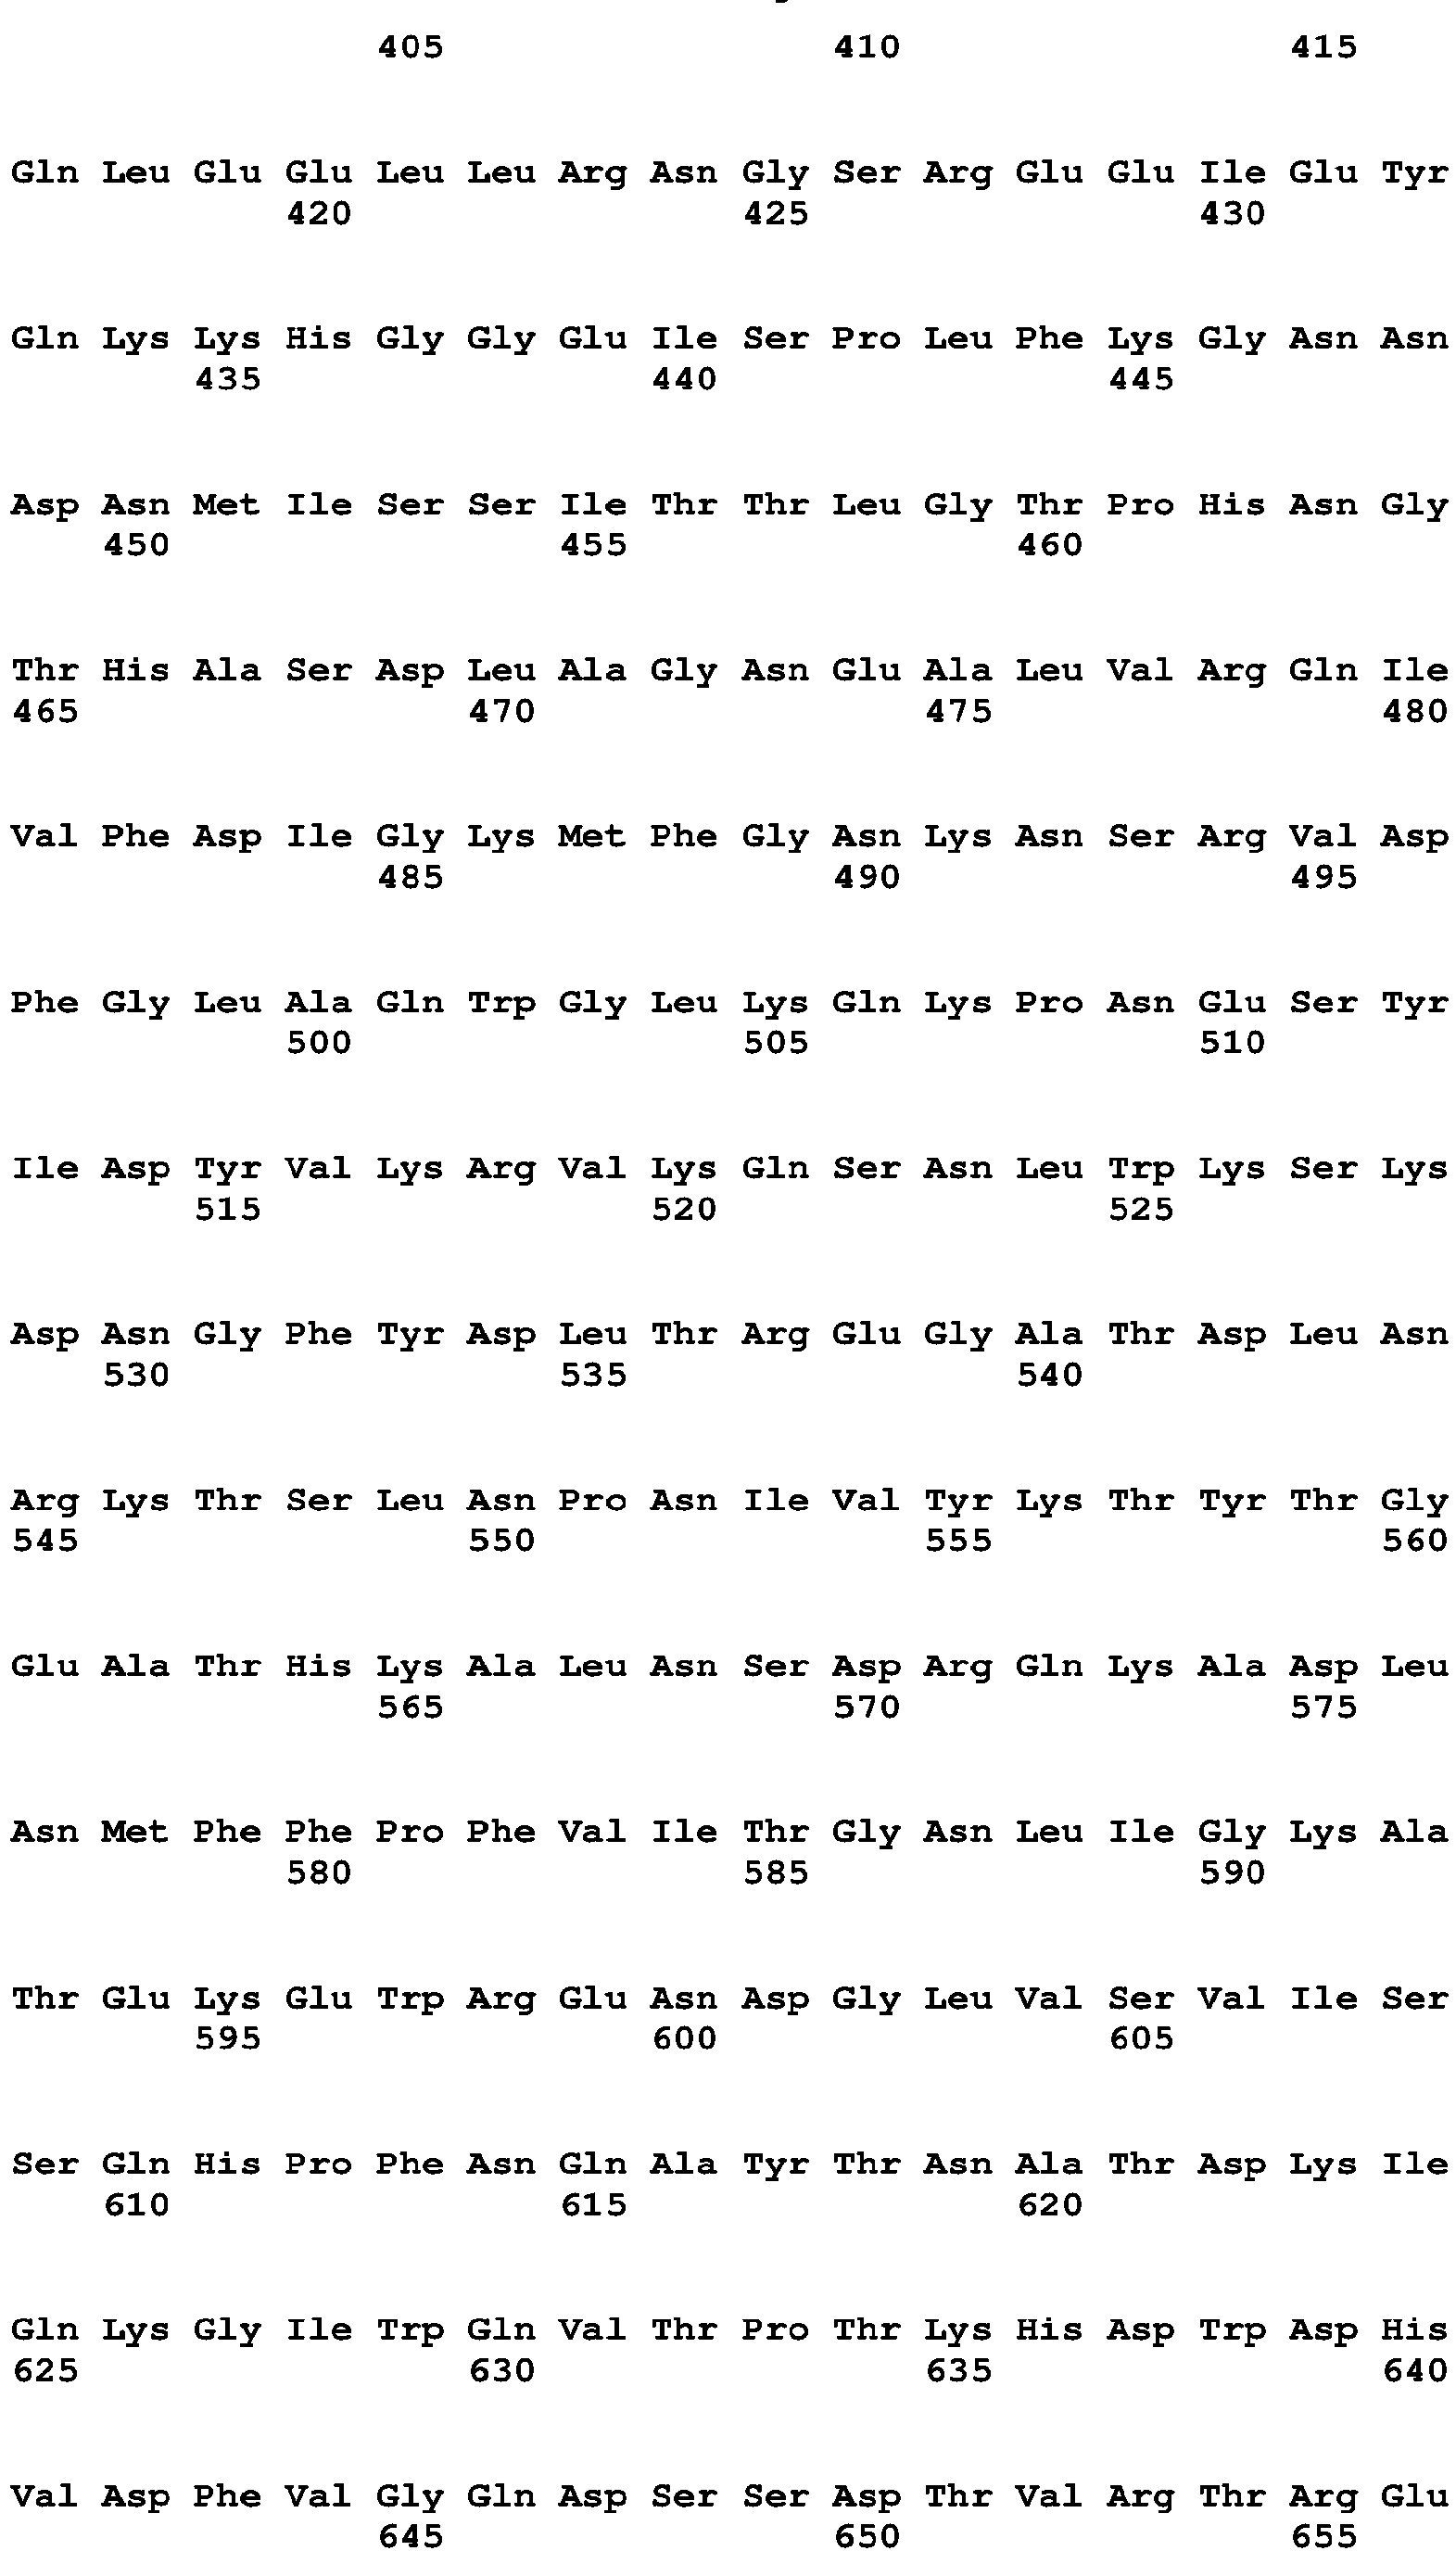 405 410 415
Gln Leu Glu Glu Leu Leu Arg Asn Gly Ser Arg Glu Glu Ile Glu Tyr
420 425 430
Gln Lys Lys His Gly Gly Glu Ile Ser Pro Leu Phe Lys Gly Asn Asn
435 440 445
Asp Asn Met Ile Ser Ser Ile Thr Thr Leu Gly Thr Pro His Asn Gly
450 455 460
Thr His Ala Ser Asp Leu Ala Gly Asn Glu Ala Leu Val Arg Gln Ile
465 470 475 480
Val Phe Asp Ile Gly Lys Met Phe Gly Asn Lys Asn Ser Arg Val Asp
485 490 495
Phe Gly Leu Ala Gln Trp Gly Leu Lys Gln Lys Pro Asn Glu Ser Tyr
500 505 510
Ile Asp Tyr Val Lys Arg Val Lys Gln Ser Asn Leu Trp Lys Ser Lys
515 520 525
Asp Asn Gly Phe Tyr Asp Leu Thr Arg Glu Gly Ala Thr Asp Leu Asn
530 535 540
Arg Lys Thr Ser Leu Asn Pro Asn Ile Val Tyr Lys Thr Tyr Thr Gly
545 550 555 560
Glu Ala Thr His Lys Ala Leu Asn Ser Asp Arg Gln Lys Ala Asp Leu
565 570 575
Asn Met Phe Phe Pro Phe Val Ile Thr Gly Asn Leu Ile Gly Lys Ala
580 585 590
Thr Glu Lys Glu Trp Arg Glu Asn Asp Gly Leu Val Ser Val Ile Ser
595 600 605
Ser Gln His Pro Phe Asn Gln Ala Tyr Thr Asn Ala Thr Asp Lys Ile
610 615 620
Gln Lys Gly Ile Trp Gln Val Thr Pro Thr Lys His Asp Trp Asp His
625 630 635 640
Val Asp Phe Val Gly Gln Asp Ser Ser Asp Thr Val Arg Thr Arg Glu
645 650 655